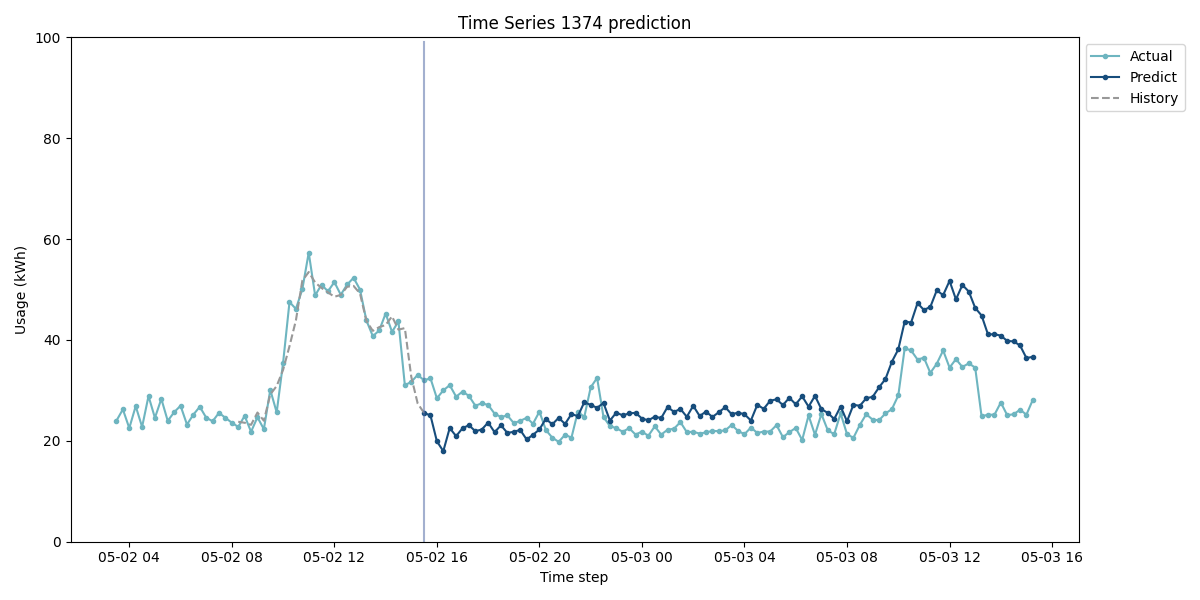 Time Series 1374 prediction
100
80
60
40
20
0
Usage (kWh)
05-02 04
05-02 08
05-02 12
05-02 16
05-02 20
05-03 00
05-03 04
05-03 08
05-03 12
05-03 16
Time step
Actual
Predict
History